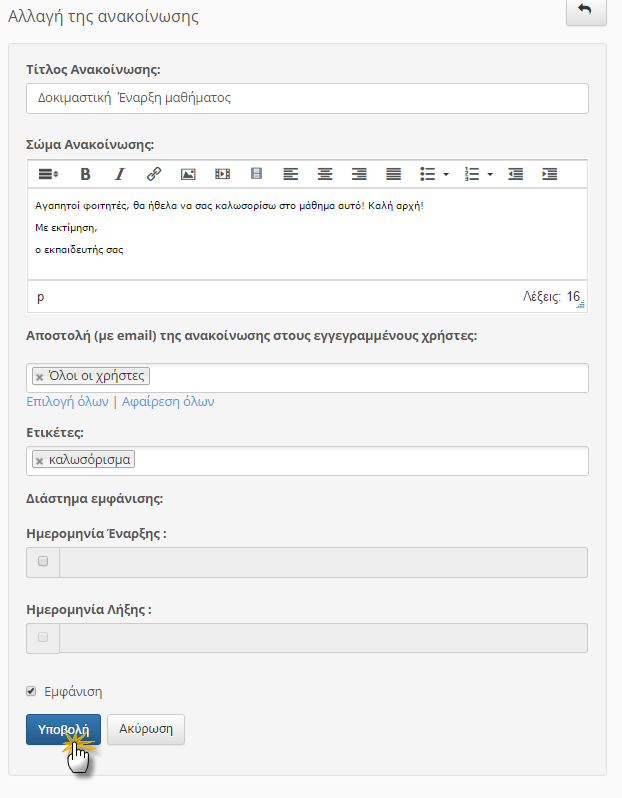 Αλλαγή της ανακοίνωσης
Τίτλος Ανακοίνωσης:
Δοκιμαστική Έναρξη μαθήματος
Σώμα Ανακοίνωσης:
B I
Αγαπητοί φοιτητές, θα ήθελα να σας καλωσορίσω στο μάθημα αυτό! Καλή αρχή!
Με εκτίμηση,
ο εκπαιδευτής σας
p Λέξεις: 16
Αποστολή (με email) της ανακοίνωσης στους εγγεγραμμένους χρήστες:
× Όλοι οι χρήστες
Επιλογή όλων | Αφαίρεση όλων
Ετικέτες:
× καλωσόρισμα
Διάστημα εμφάνισης:
Ημερομηνία Έναρξης :
Ημερομηνία Λήξης :
Εμφάνιση
Υποβολή Ακύρωση